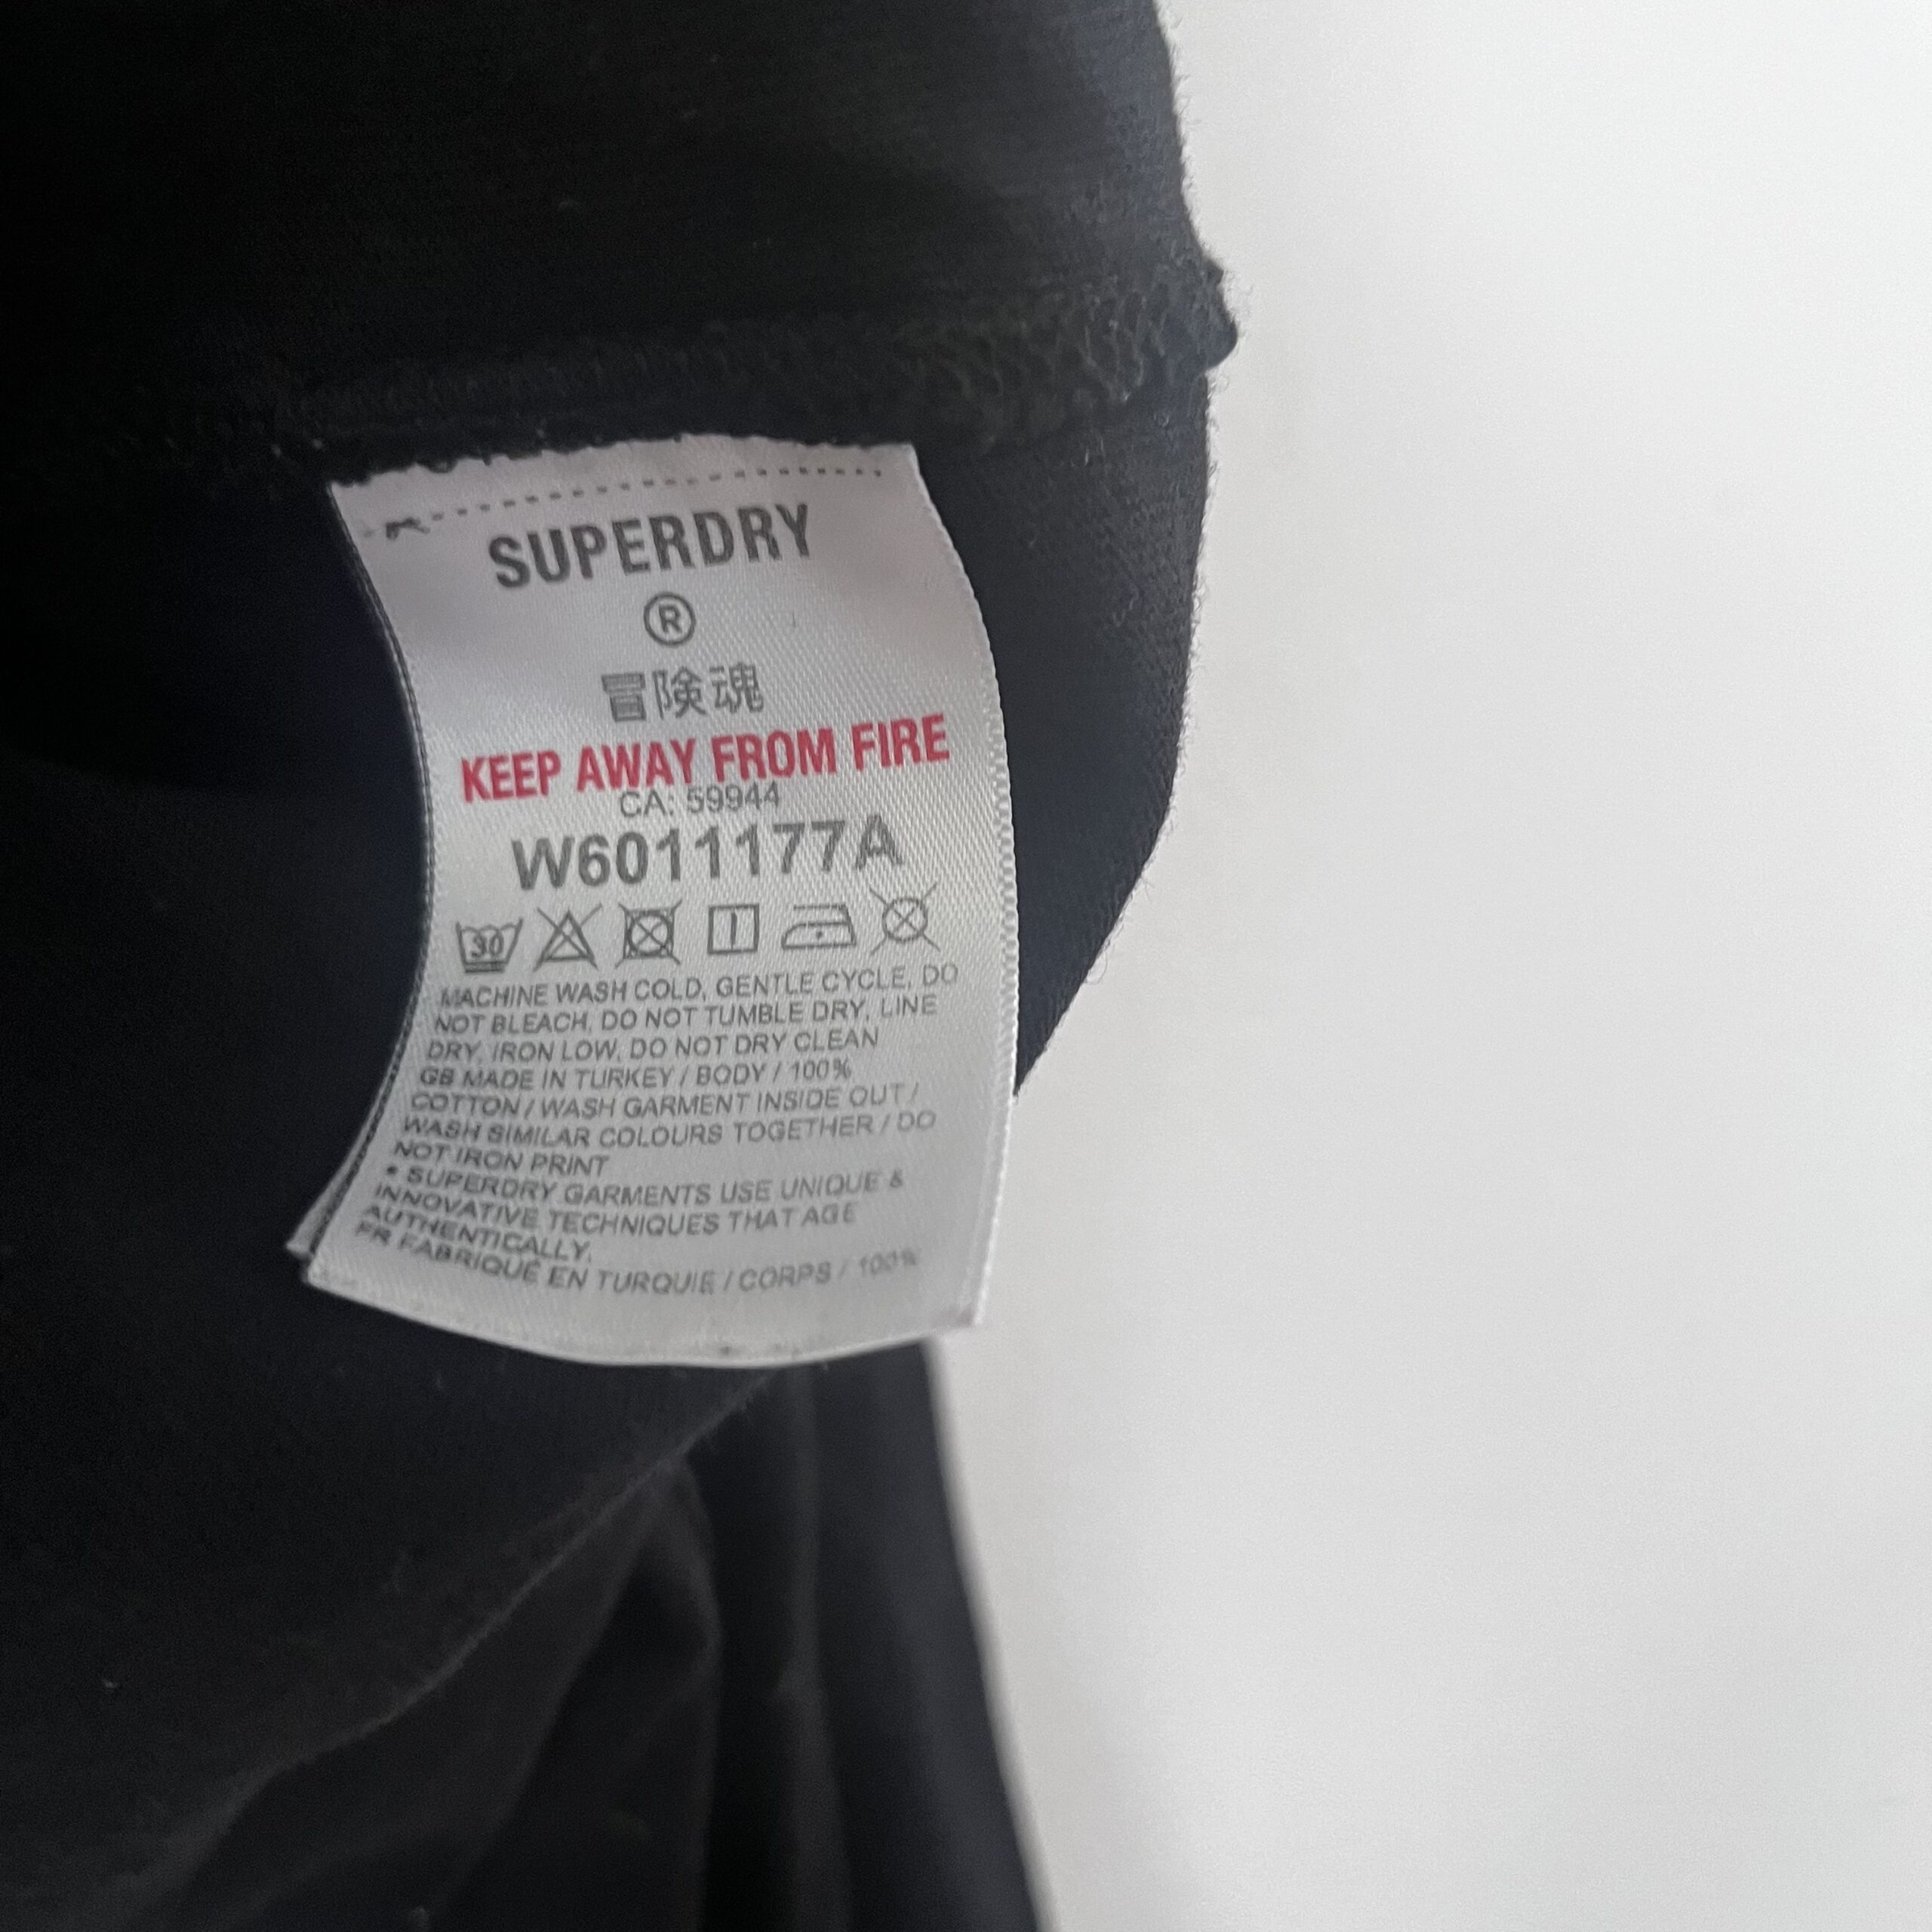 SUPERDRY
®
冒険魂
KEEP AWAY FROM FIRE
CA: 59944
W6011177A
30
MACHINE WASH COLD, GENTLE CYCLE, DO
NOT BLEACH, DO NOT TUMBLE DRY, LINE
DRY, IRON LOW, DO NOT DRY CLEAN
GB MADE IN TURKEY / BODY / 100%
COTTON / WASH GARMENT INSIDE OUT /
WASH SIMILAR COLOURS TOGETHER / DO
NOT IRON PRINT
* SUPERDRY GARMENTS USE UNIQUE &
INNOVATIVE TECHNIQUES THAT AGE
AUTHENTICALLY.
FR FABRIQUÉ EN TURQUIE / CORPS / 100%